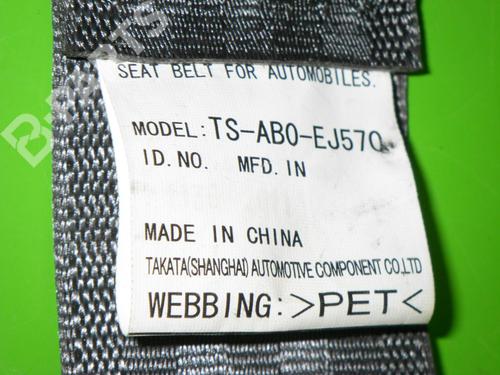 SEAT BELT FOR AUTOMOBILES.
MODEL: TS-AB0-EJ570
ID.NO. MFD. IN
MADE IN CHINA
TAKATA(SHANGHAI) AUTOMOTIVE COMPONENT CO.,LTD
WEBBING: >PET<